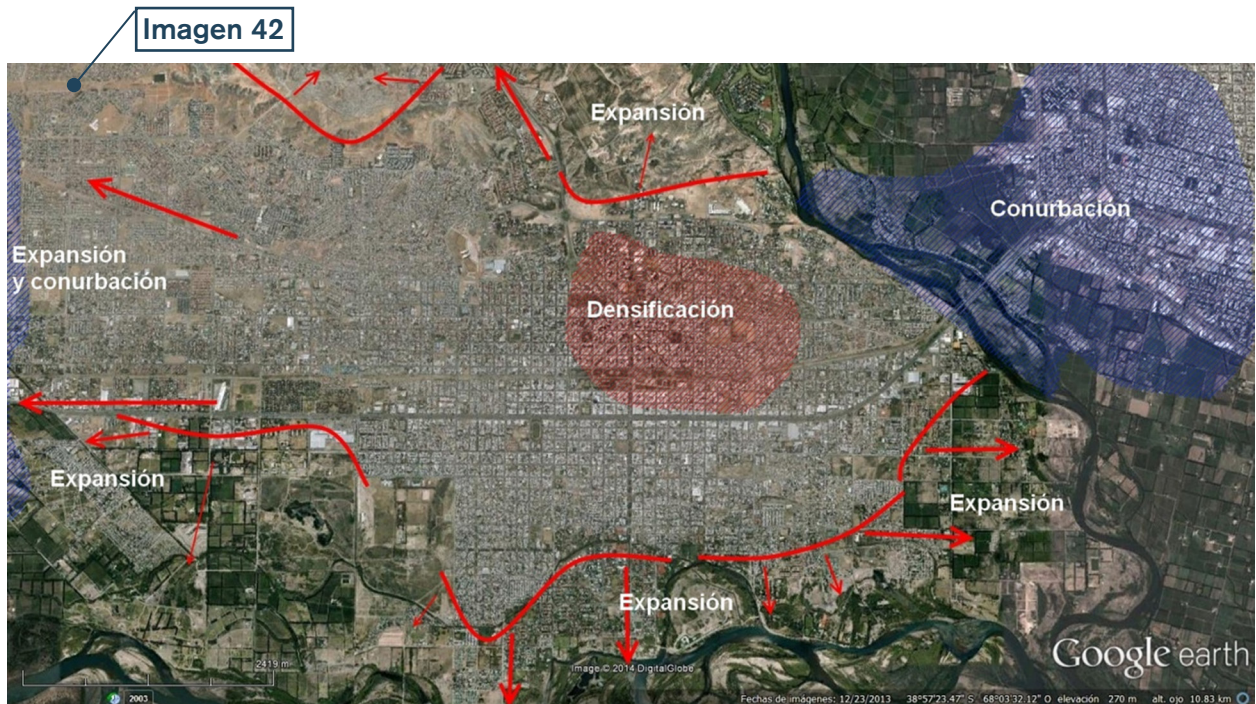 Imagen 42
Expansión
Conurbación
Expansión
y conurbación
Densificación
Expansión
Expansión
Expansión
2419 m
Image © 2014 DigitalGlobe
Google earth
2003
Fechas de imágenes: 12/23/2013 38°57'23.47" S 68°03'32.12" O elevación 270 m alt. ojo 10.83 km